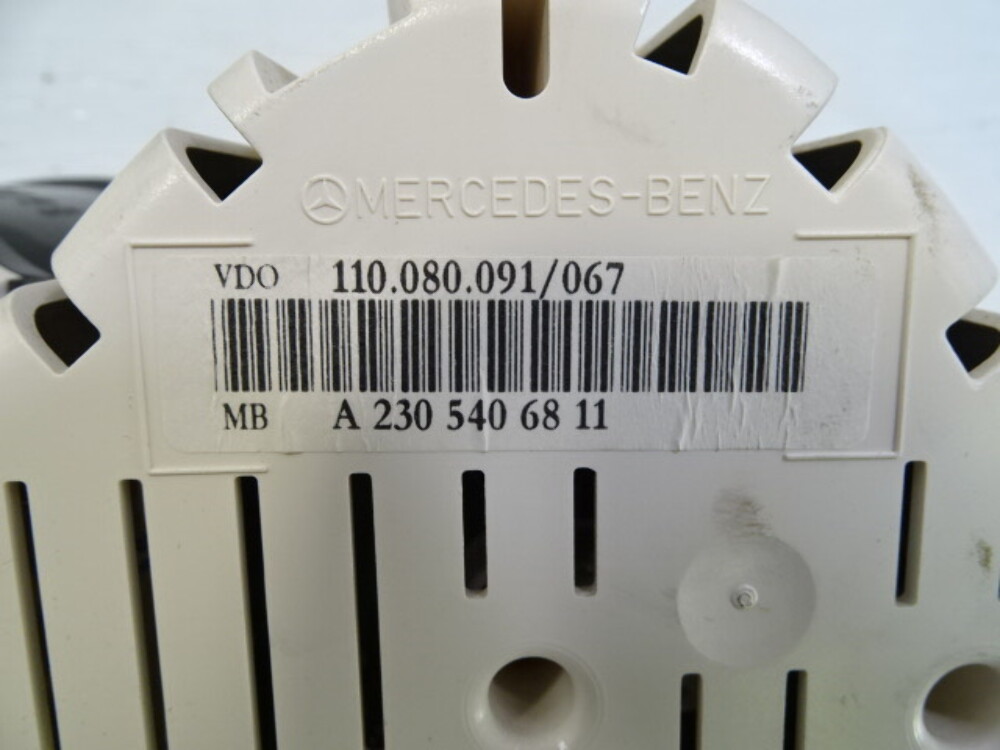 MERCEDES-BENZ
VDO 110.080.091/067
MB A 230 540 68 11